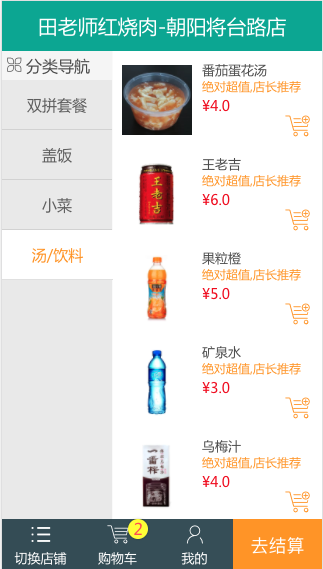 田老师红烧肉-朝阳将台路店
分类导航
双拼套餐
盖饭
小菜
汤/饮料
番茄蛋花汤
绝对超值,店长推荐
¥4.0
王老吉
王老吉
绝对超值,店长推荐
¥6.0
果粒橙
绝对超值,店长推荐
¥5.0
矿泉水
绝对超值,店长推荐
¥3.0
乌梅汁
绝对超值,店长推荐
¥4.0
切换店铺
购物车
2
我的
去结算